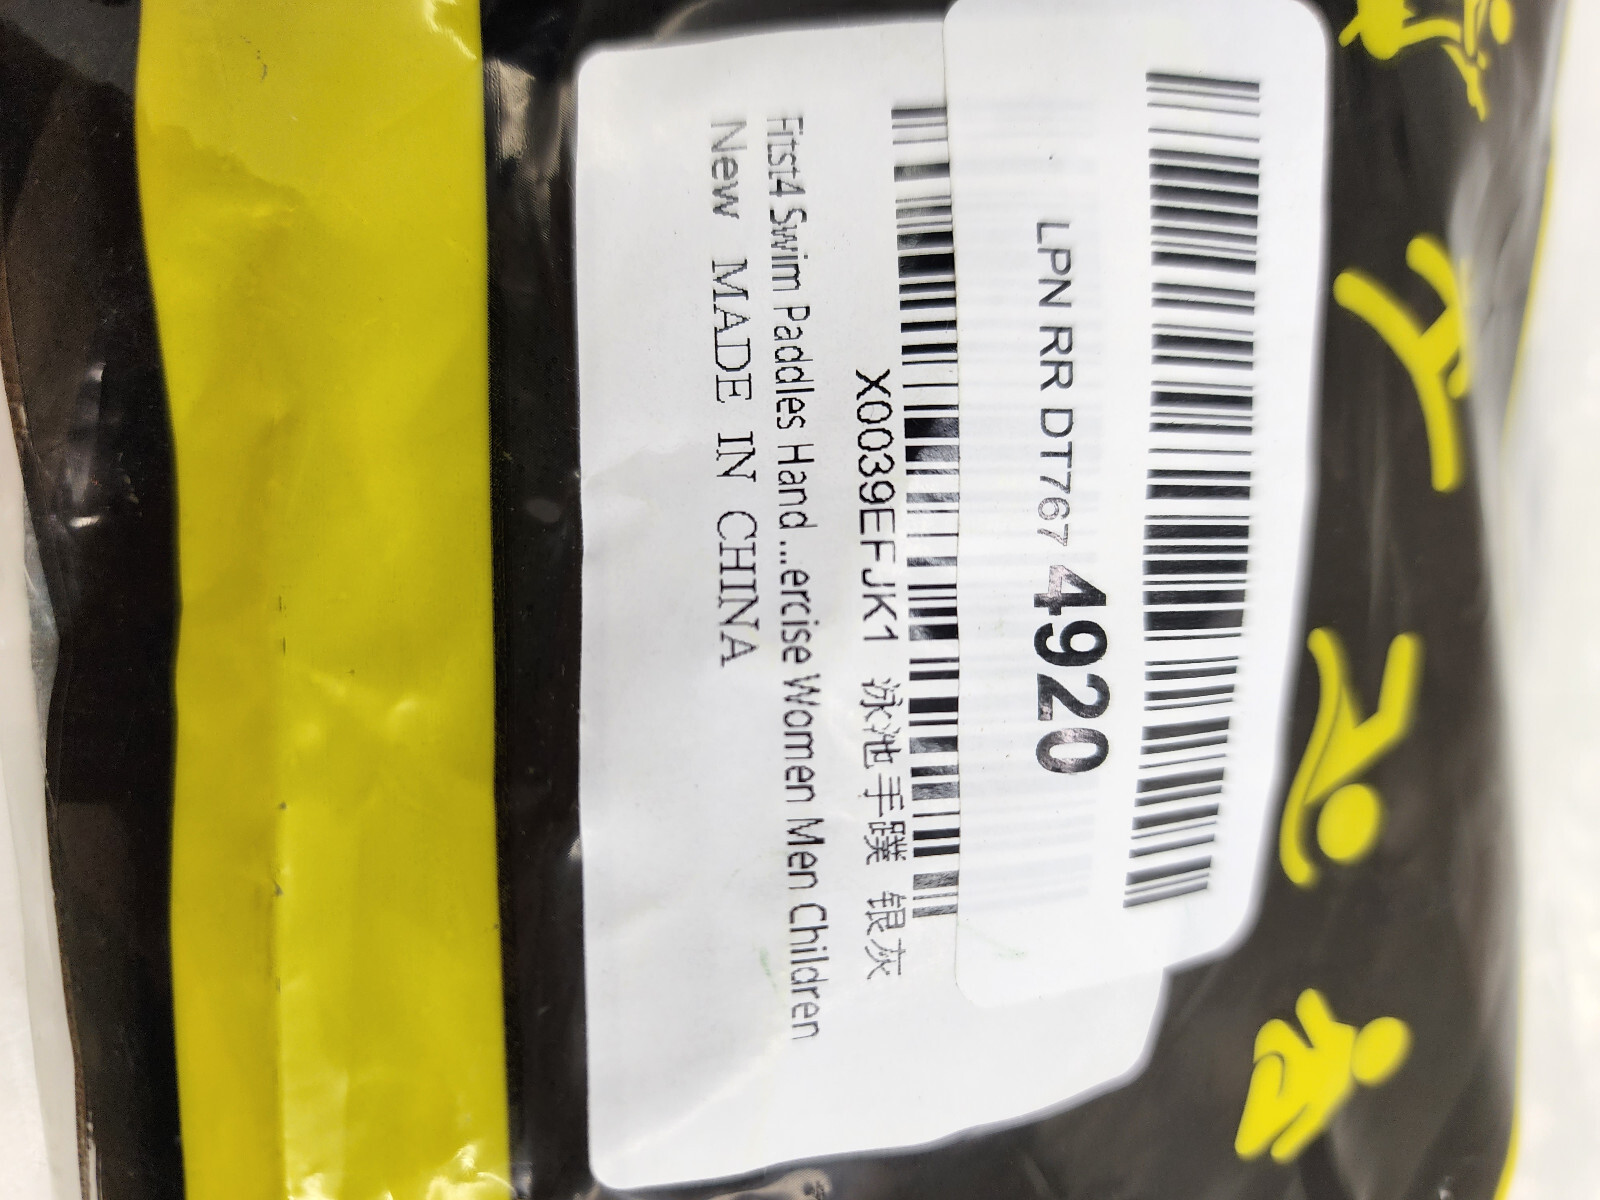 LPN RR DT767 4920
X0039EFJK1 泳池手蹼 银灰
Fitst4 Swim Paddles Hand ...ercise Women Men Children
New MADE IN CHINA